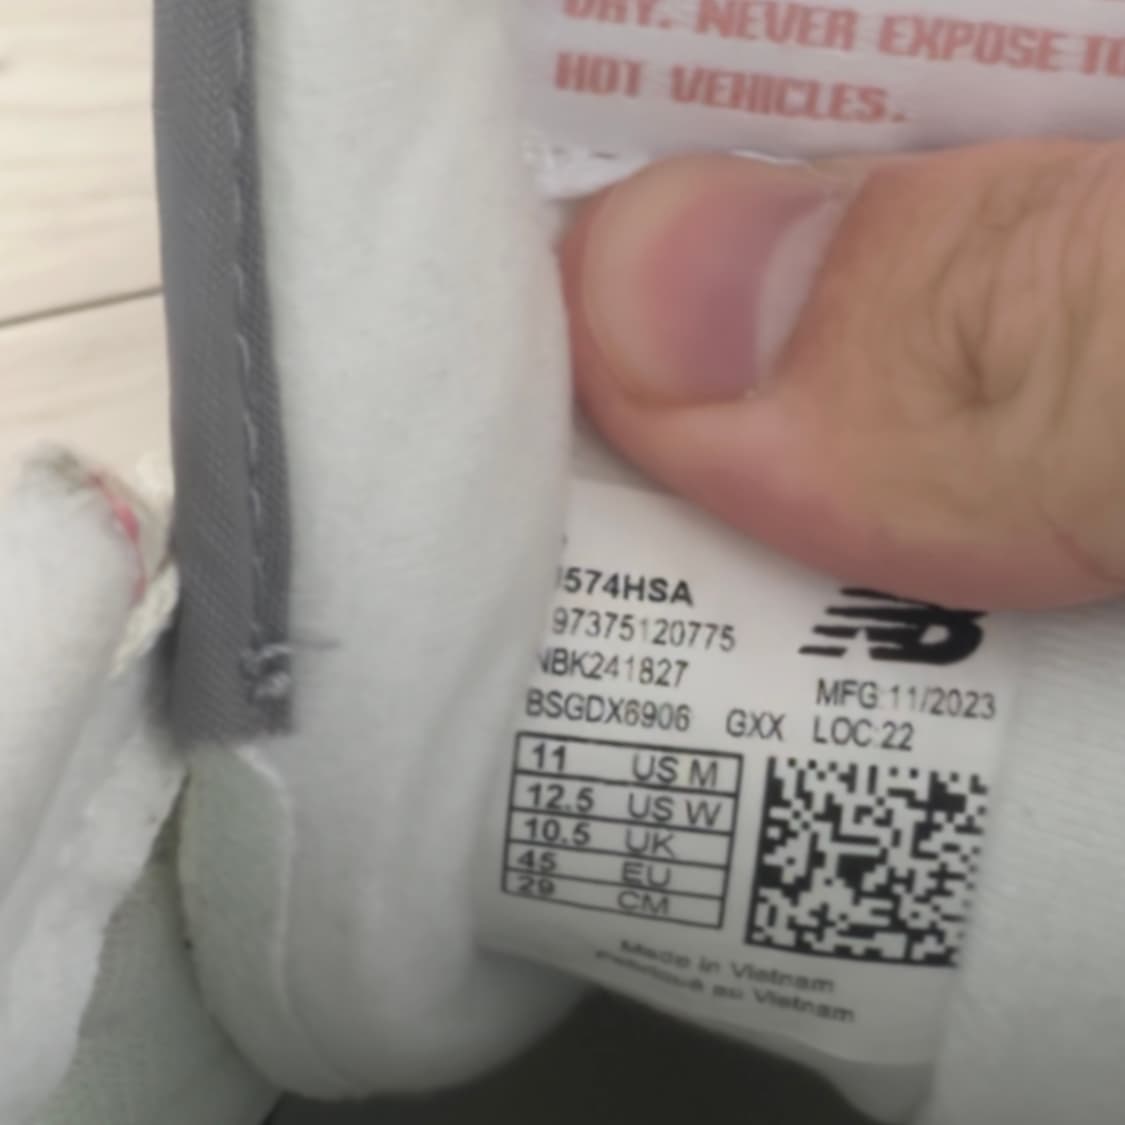 DRY. NEVER EXPOSE TO
HOT VEHICLES.
574HSA
97375120775
NBK241827
BSGDX6906 GXX
MFG:11/2023
LOC:22
11 US M
12.5 US W
10.5 UK
45 EU
29 CM
Made in Vietnam
au Vietnam